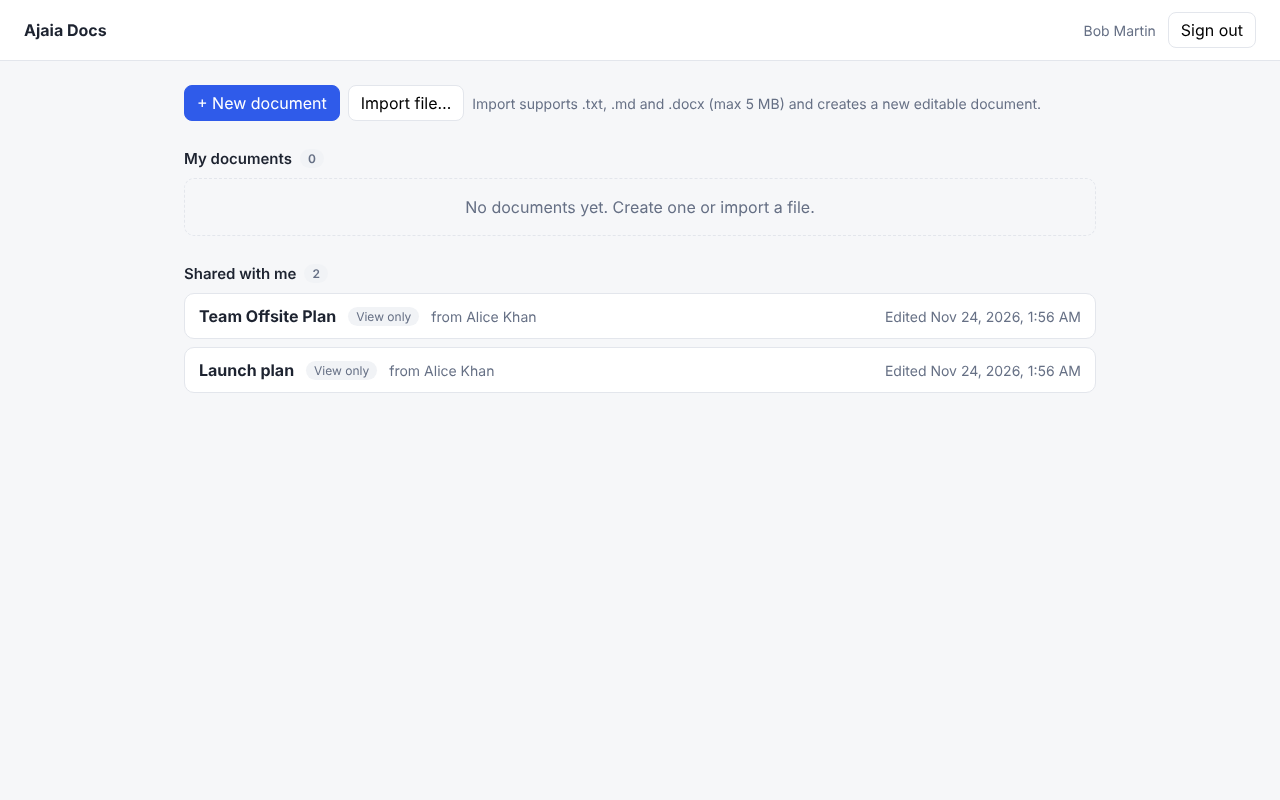 Ajaia Docs
Bob Martin
Sign out
+ New document
Import file...
Import supports .txt, .md and .docx (max 5 MB) and creates a new editable document.
My documents 0
No documents yet. Create one or import a file.
Shared with me 2
Team Offsite Plan View only from Alice Khan Edited Nov 24, 2026, 1:56 AM
Launch plan View only from Alice Khan Edited Nov 24, 2026, 1:56 AM